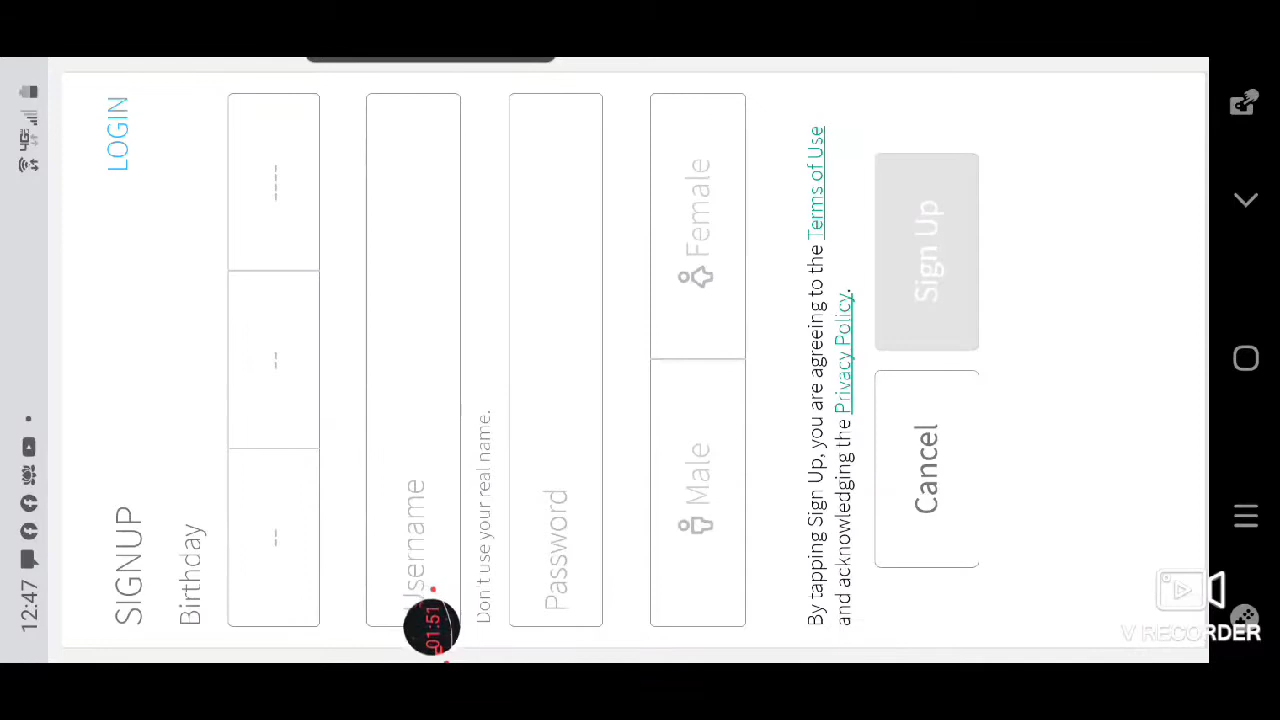 12:47
4G
SIGNUP
LOGIN
Birthday
-- -- ----
Username
01:51
Don't use your real name.
Password
Male
Female
By tapping Sign Up, you are agreeing to the Terms of Use
and acknowledging the Privacy Policy.
Cancel
Sign Up
V RECORDER